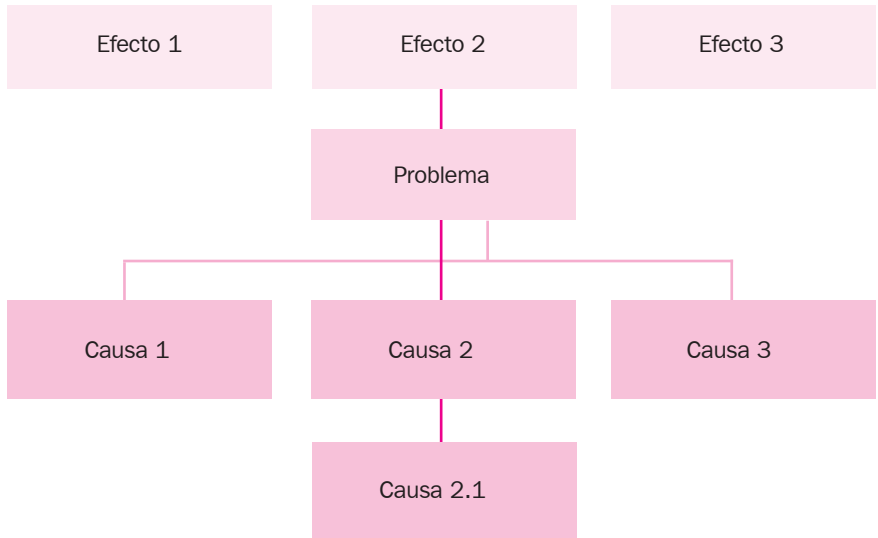 Efecto 1
Efecto 2
Efecto 3
Problema
Causa 1
Causa 2
Causa 3
Causa 2.1